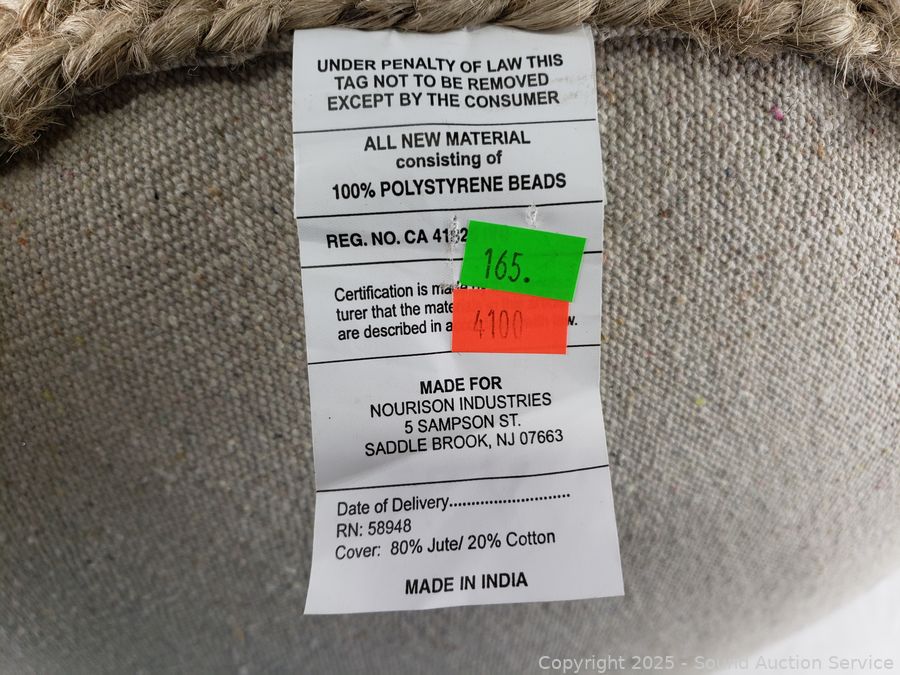 UNDER PENALTY OF LAW THIS
TAG NOT TO BE REMOVED
EXCEPT BY THE CONSUMER
ALL NEW MATERIAL
consisting of
100% POLYSTYRENE BEADS
REG. NO. CA
165.
Certification is
4100
turer that the
are described in
MADE FOR
NOURISON INDUSTRIES
5 SAMPSON ST.
SADDLE BROOK, NJ 07663
Date of Delivery...........................
RN: 58948
Cover: 80% Jute/ 20% Cotton
MADE IN INDIA
Copyright © 2025 - Sound Auction Service